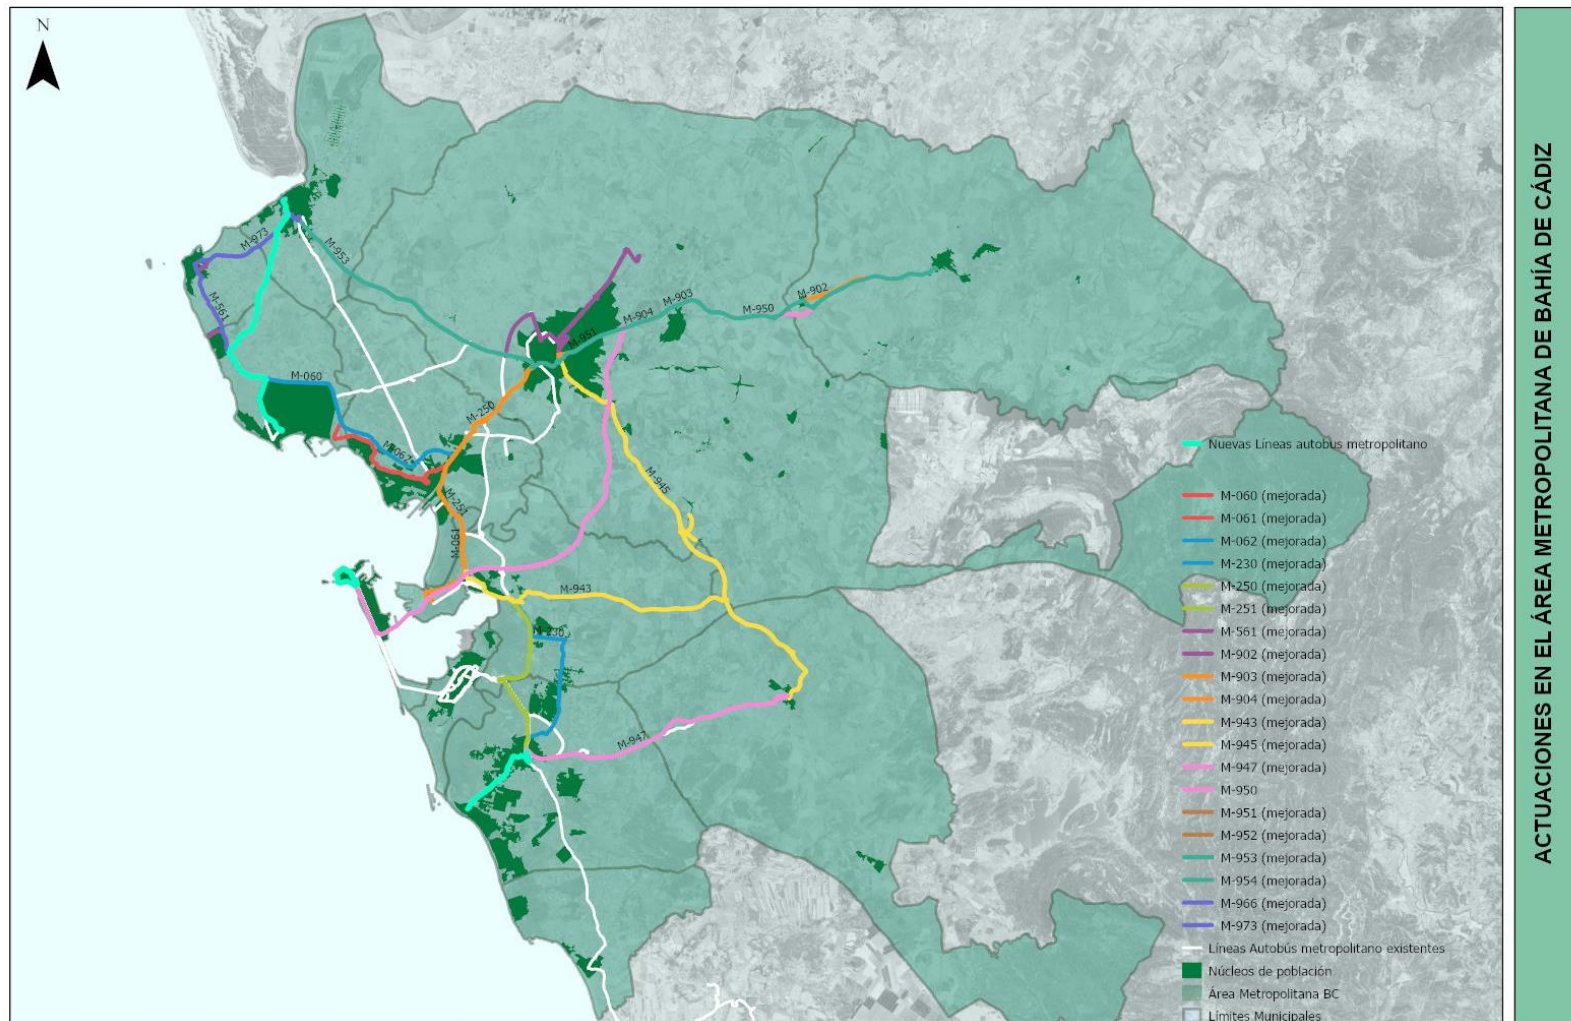 N
M-973
M-953
M-561
M-902
M-903
M-950
M-904
M-951
M-060
M-250
M-062
M-251
M-061
M-945
M-943
M-230
M-947
Nuevas Líneas autobus metropolitano
M-060 (mejorada)
M-061 (mejorada)
M-062 (mejorada)
M-230 (mejorada)
M-250 (mejorada)
M-251 (mejorada)
M-561 (mejorada)
M-902 (mejorada)
M-903 (mejorada)
M-904 (mejorada)
M-943 (mejorada)
M-945 (mejorada)
M-947 (mejorada)
M-950
M-951 (mejorada)
M-952 (mejorada)
M-953 (mejorada)
M-954 (mejorada)
M-966 (mejorada)
M-973 (mejorada)
Líneas Autobús metropolitano existentes
Núcleos de población
Área Metropolitana BC
Límites Municipales
ACTUACIONES EN EL ÁREA METROPOLITANA DE BAHÍA DE CÁDIZ